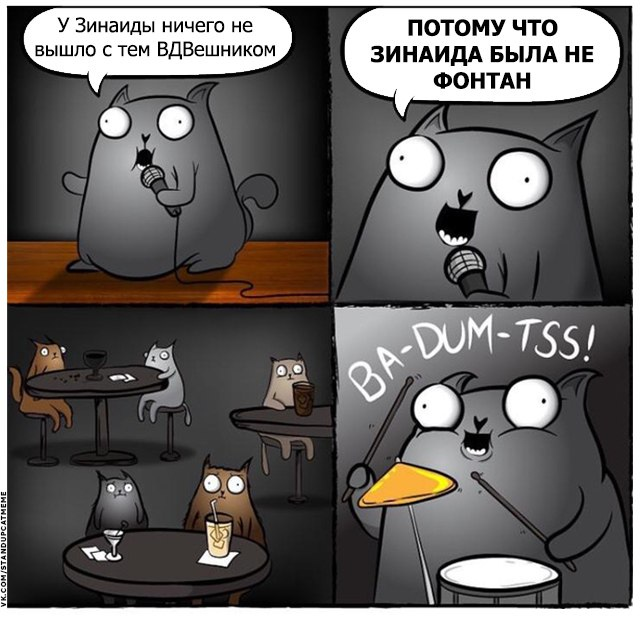 У Зинаиды ничего не
вышло с тем ВДВешником
ПОТОМУ ЧТО
ЗИНАИДА БЫЛА НЕ
ФОНТАН
BA-DUM-TSS!
VK.COM/STANDUPCATMEME